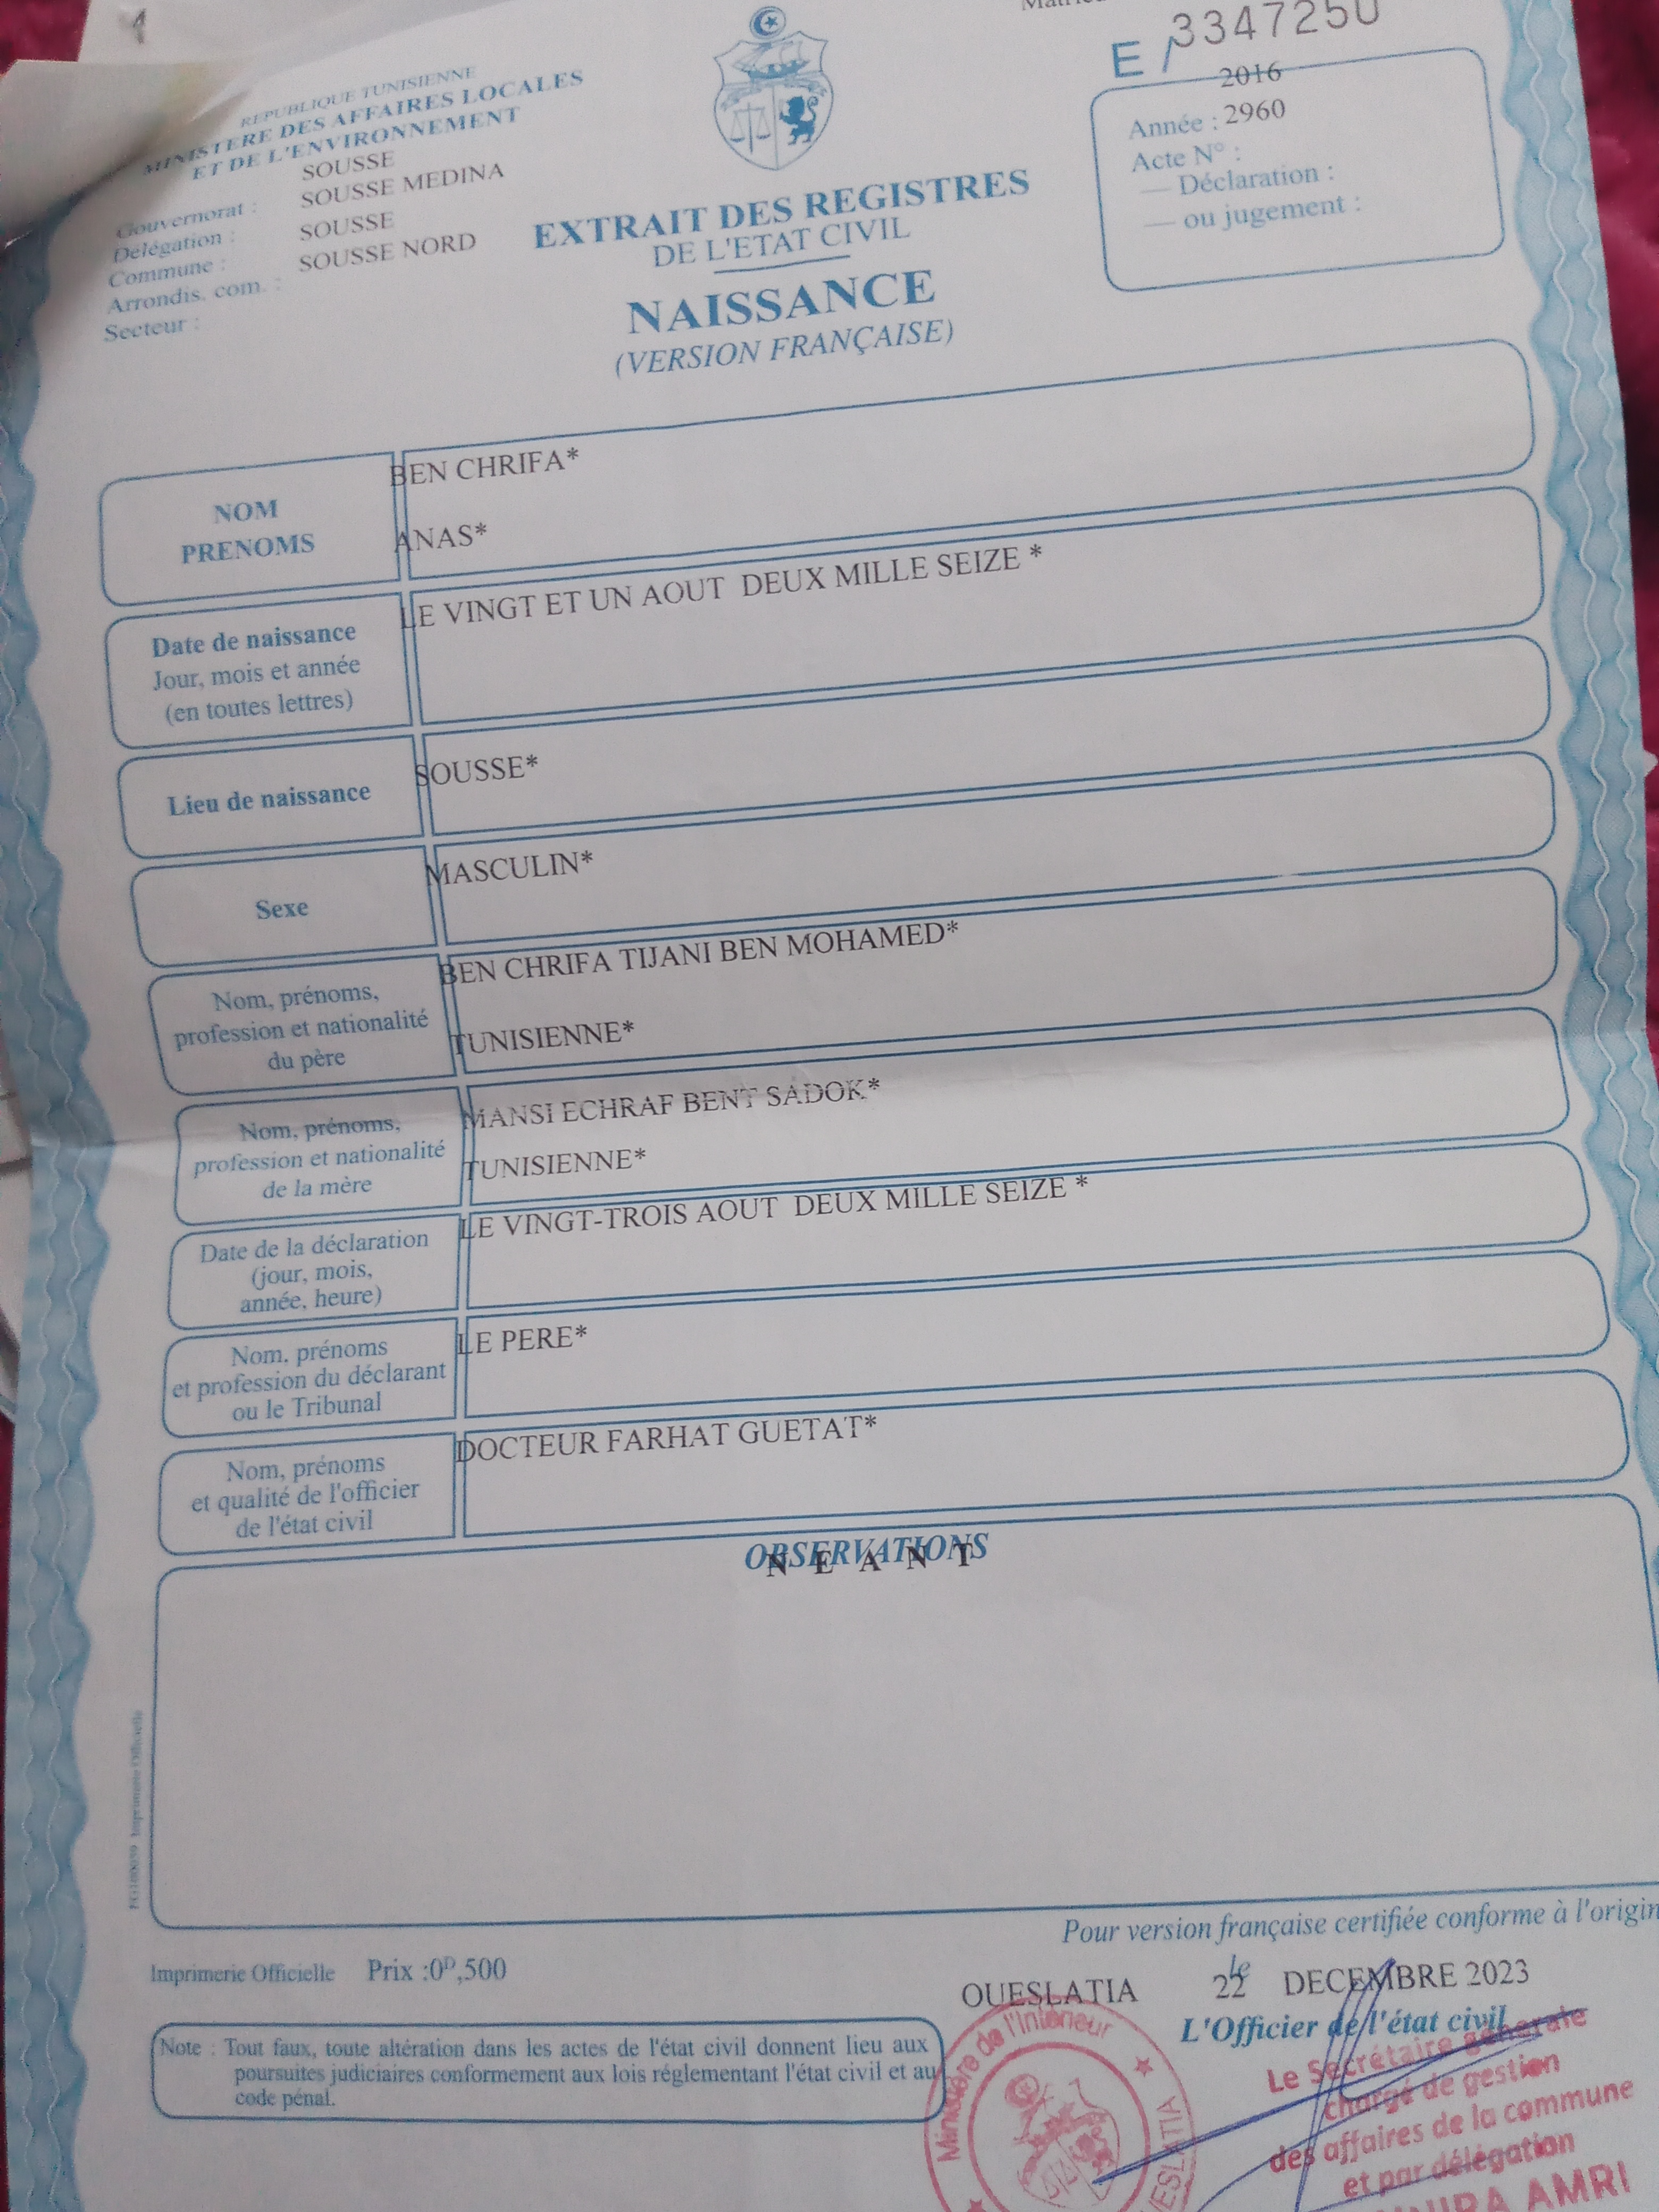 E / 3347250
REPUBLIQUE TUNISIENNE
MINISTERE DES AFFAIRES LOCALES
ET DE L'ENVIRONNEMENT
Gouvernorat : SOUSSE
Délégation : SOUSSE MEDINA
Commune : SOUSSE
Arrondis. com. : SOUSSE NORD
Secteur :
2016
Année : 2960
Acte N° :
— Déclaration :
— ou jugement :
EXTRAIT DES REGISTRES
DE L'ETAT CIVIL
NAISSANCE
(VERSION FRANÇAISE)
NOM
PRENOMS
BEN CHRIFA*
ANAS*
Date de naissance
Jour, mois et année
(en toutes lettres)
LE VINGT ET UN AOUT DEUX MILLE SEIZE *
Lieu de naissance
SOUSSE*
Sexe
MASCULIN*
Nom, prénoms,
profession et nationalité
du père
BEN CHRIFA TIJANI BEN MOHAMED*
TUNISIENNE*
Nom, prénoms,
profession et nationalité
de la mère
MANSI ECHRAF BENT SADOK*
TUNISIENNE*
Date de la déclaration
(jour, mois,
année, heure)
LE VINGT-TROIS AOUT DEUX MILLE SEIZE *
Nom, prénoms
et profession du déclarant
ou le Tribunal
LE PERE*
Nom, prénoms
et qualité de l'officier
de l'état civil
DOCTEUR FARHAT GUETAT*
OBSERVATIONS
N E A N T
Imprimerie Officielle
Pour version française certifiée conforme à l'origin
Imprimerie Officielle Prix :0ᴰ,500
OUESLATIA le 22 DECEMBRE 2023
L'Officier de l'état civil
Note : Tout faux, toute altération dans les actes de l'état civil donnent lieu aux
poursuites judiciaires conformement aux lois réglementant l'état civil et au
code pénal.
Ministère de l'Intérieur
Le Secrétaire générale
chargé de gestion
des affaires de la commune
et par délégation
AMRI